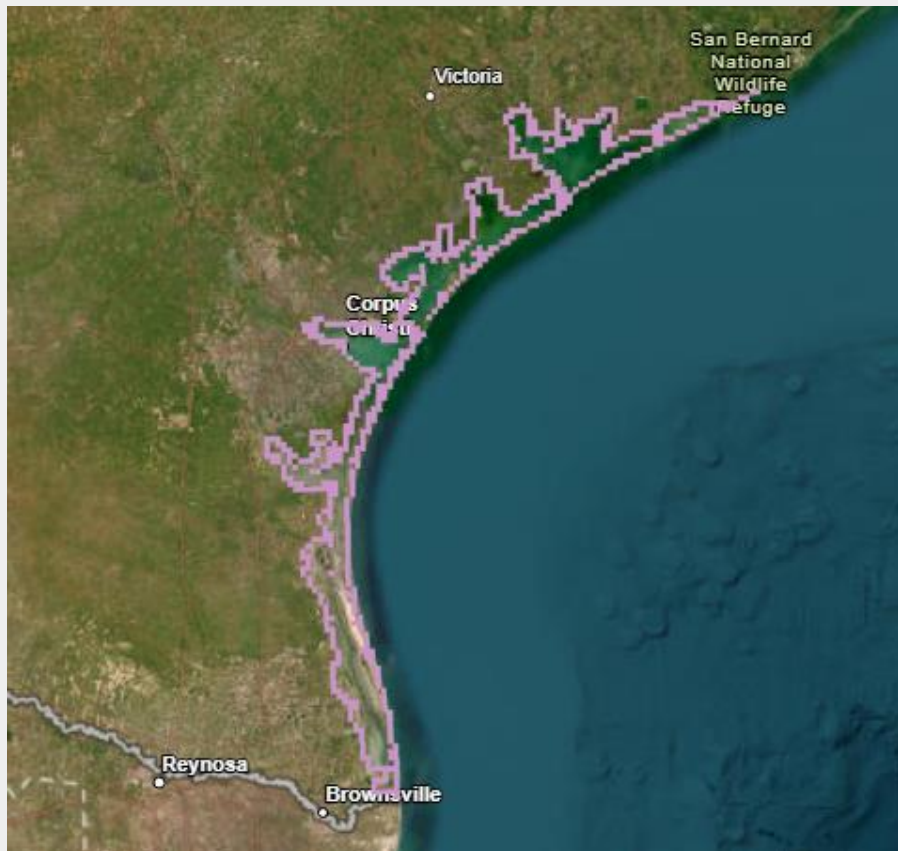 San Bernard
National
Wildlife
Refuge
Victoria
Corpus
Christi
Reynosa
Brownsville